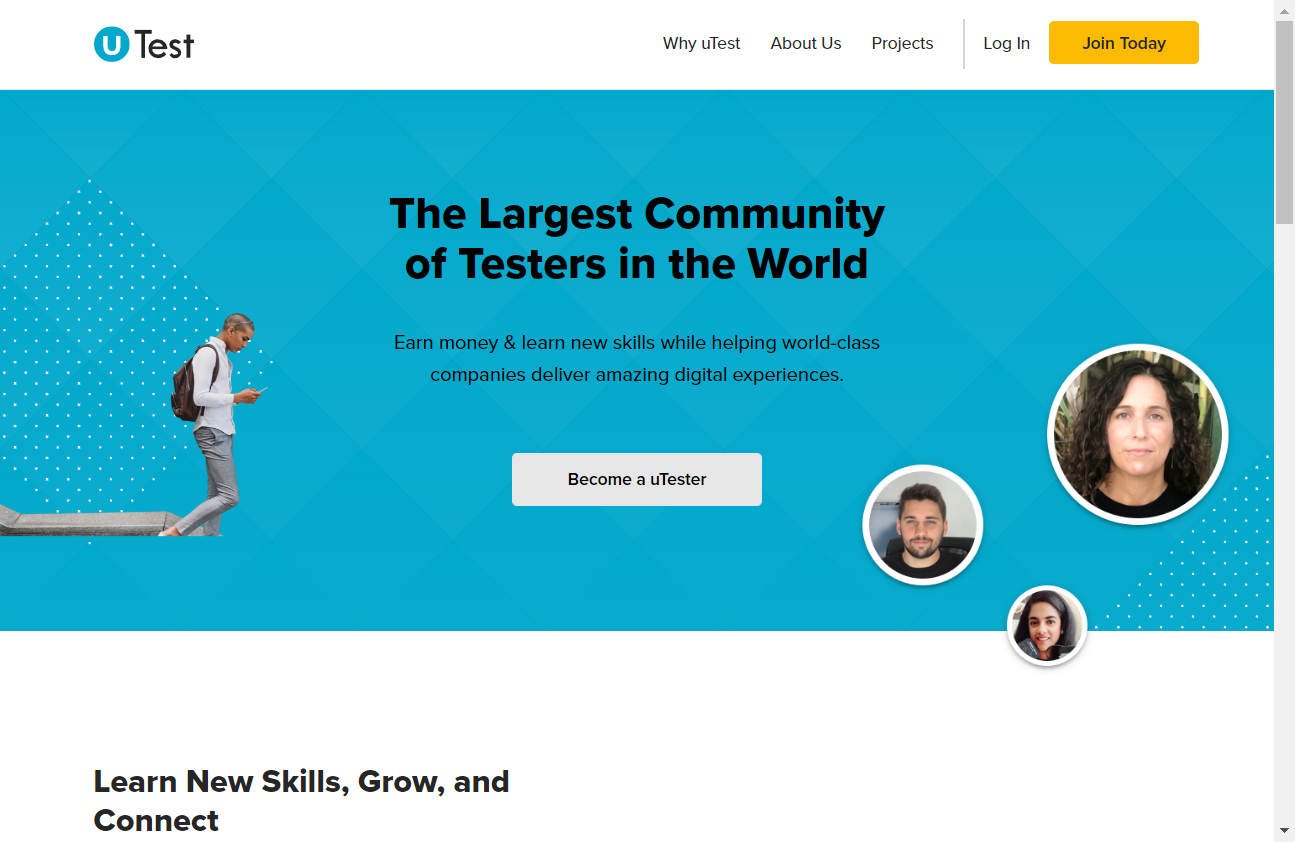 uTest
Why uTest
About Us
Projects
Log In
Join Today
The Largest Community
of Testers in the World
Earn money & learn new skills while helping world-class
companies deliver amazing digital experiences.
Become a uTester
Learn New Skills, Grow, and
Connect